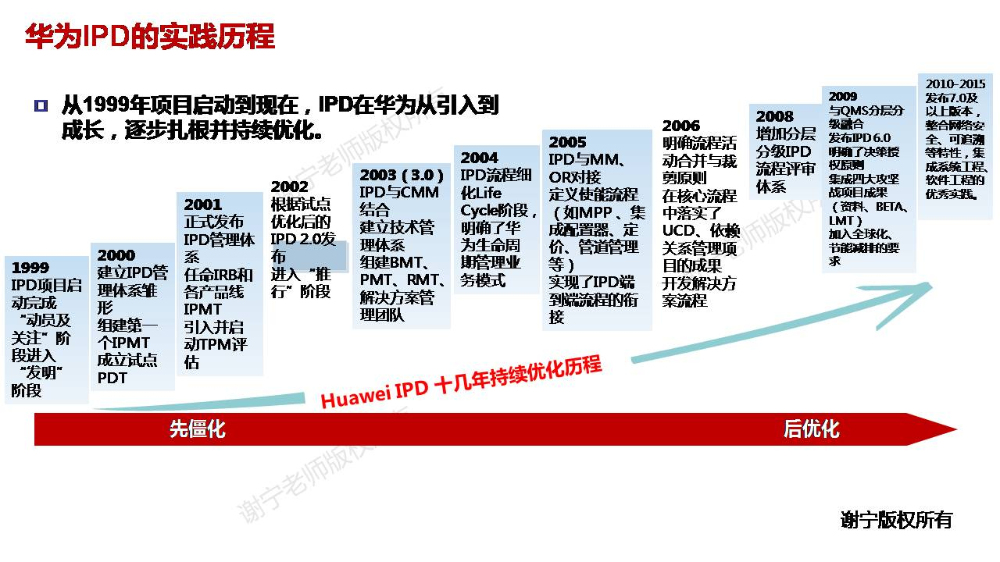 华为IPD的实践历程
从1999年项目启动到现在，IPD在华为从引入到
成长，逐步扎根并持续优化。
1999
IPD项目启
动完成
“动员及
关注”阶
段进入
“发明”
阶段
2000
建立IPD管
理体系雏
形
组建第一
个IPMT
成立试点
PDT
2001
正式发布
IPD管理体
系
任命IRB和
各产品线
IPMT
引入并启
动TPM评
估
2002
根据试点
优化后的
IPD 2.0发
布
进入“推
行”阶段
2003（3.0）
IPD与CMM
结合
建立技术管
理体系
组建BMT、
PMT、RMT、
解决方案管
理团队
2004
IPD流程细
化Life
Cycle阶段，
明确了华
为生命周
期管理业
务模式
2005
IPD与MM、
OR对接
定义使能流程
（如MPP 、集
成配置器、定
价、管道管理
等）
实现了IPD端
到端流程的衔
接
2006
明确流程活
动合并与裁
剪原则
在核心流程
中落实了
UCD、依赖
关系管理项
目的成果
开发解决方
案流程
2008
增加分层
分级IPD
流程评审
体系
2009
与QMS分层分
级融合
发布IPD 6.0
明确了决策授
权原则
集成四大攻坚
战项目成果
（资料、BETA、
LMT）
加入全球化、
节能减排的要
求
2010-2015
发布7.0及
以上版本，
整合网络安
全、可追溯
等特性，集
成系统工程、
软件工程的
优秀实践。
Huawei IPD 十几年持续优化历程
先僵化
后优化
谢宁老师版权所有
谢宁老师版权所有
谢宁版权所有